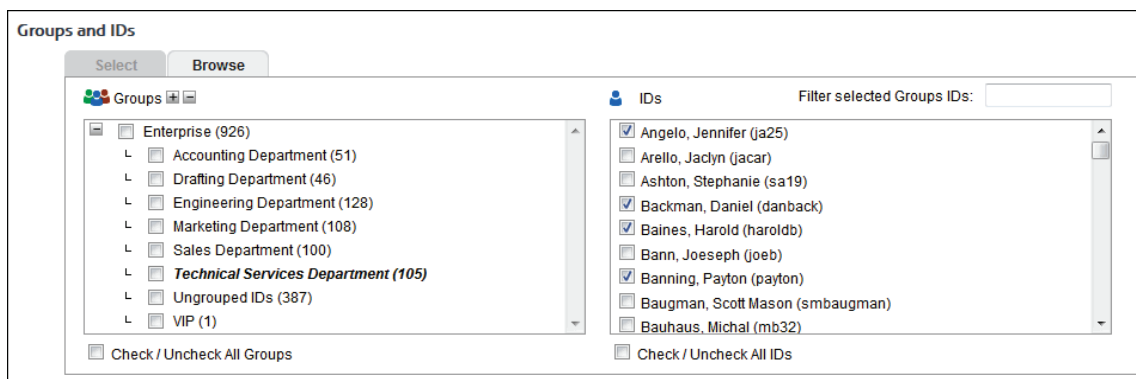 Groups and IDs
Select
Browse
Groups
IDs
Filter selected Groups IDs:
Enterprise (926)
Accounting Department (51)
Drafting Department (46)
Engineering Department (128)
Marketing Department (108)
Sales Department (100)
Technical Services Department (105)
Ungrouped IDs (387)
VIP (1)
Check / Uncheck All Groups
Angelo, Jennifer (ja25)
Arello, Jaclyn (jacar)
Ashton, Stephanie (sa19)
Backman, Daniel (danback)
Baines, Harold (haroldb)
Bann, Joeseph (joeb)
Banning, Payton (payton)
Baugman, Scott Mason (smbaugman)
Bauhaus, Michal (mb32)
Check / Uncheck All IDs